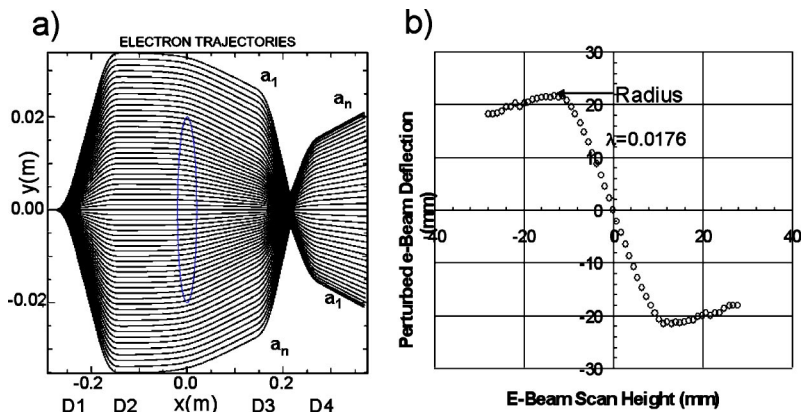 a)
ELECTRON TRAJECTORIES
a1
an
0.02
0.00
-0.02
y(m)
a1
an
-0.2
0.0
0.2
x(m)
D1
D2
D3
D4
b)
30
20
10
0
-10
-20
-30
-40
-20
0
20
40
Radius
λ=0.0176
Perturbed e-Beam Deflection
(mm)
E-Beam Scan Height (mm)